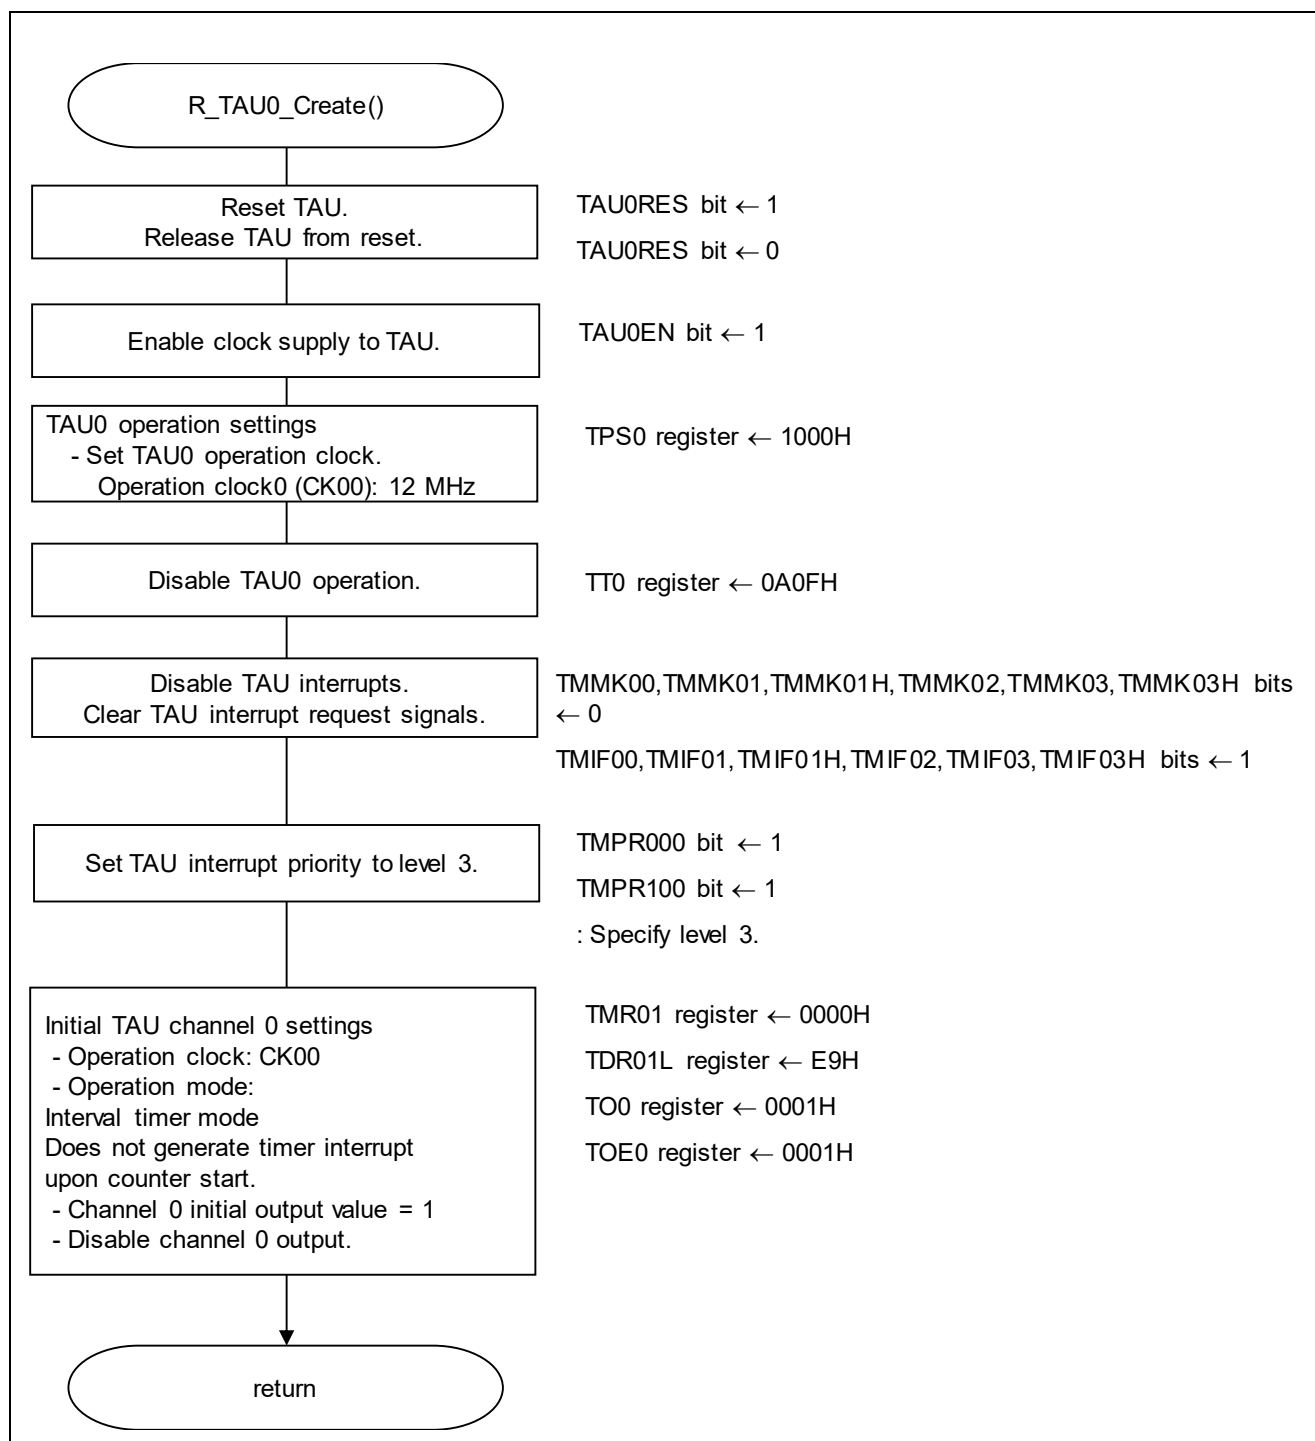 R_TAU0_Create()
Reset TAU.
Release TAU from reset.
TAU0RES bit ← 1
TAU0RES bit ← 0
Enable clock supply to TAU.
TAU0EN bit ← 1
TAU0 operation settings
- Set TAU0 operation clock.
Operation clock0 (CK00): 12 MHz
TPS0 register ← 1000H
Disable TAU0 operation.
TT0 register ← 0A0FH
Disable TAU interrupts.
Clear TAU interrupt request signals.
TMMK00,TMMK01,TMMK01H,TMMK02,TMMK03,TMMK03H bits
← 0
TMIF00,TMIF01,TMIF01H,TMIF02,TMIF03,TMIF03H bits ← 1
Set TAU interrupt priority to level 3.
TMPR000 bit ← 1
TMPR100 bit ← 1
: Specify level 3.
Initial TAU channel 0 settings
- Operation clock: CK00
- Operation mode:
Interval timer mode
Does not generate timer interrupt
upon counter start.
- Channel 0 initial output value = 1
- Disable channel 0 output.
TMR01 register ← 0000H
TDR01L register ← E9H
TO0 register ← 0001H
TOE0 register ← 0001H
return